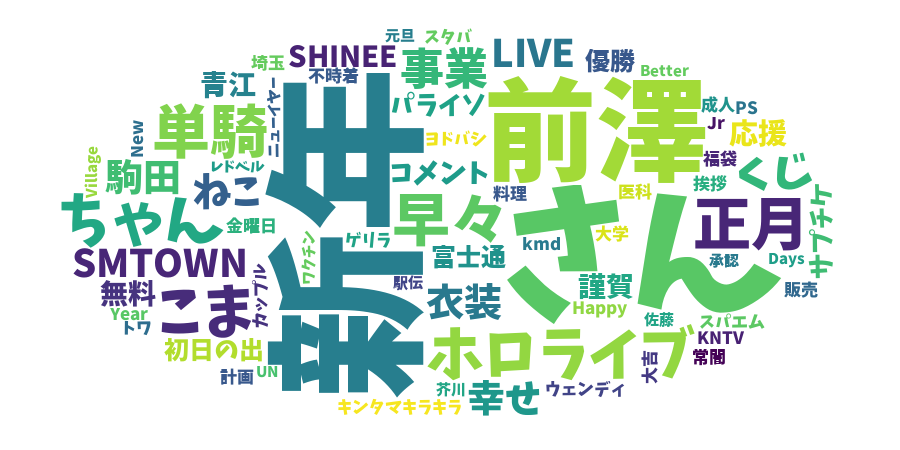 元旦
スタバ
SHINEE
事業
LIVE
優勝
埼玉
不時着
Better
青江
ニューイヤー
パライソ
前澤
成人
PS
単騎
新年
New
ヨドバシ
Jr
応援
Village
駒田
レドベル
コメント
福袋
くじ
ねこ
料理
医科
挨拶
サプチケ
ちゃん
金曜日
早々
さん
正月
ゲリラ
ワクチン
kmd
大学
SMTOWN
カップル
富士通
承認
Days
無料
こま
駅伝
衣装
謹賀
販売
Year
トワ
Happy
佐藤
スパエム
初日の出
ホロライブ
KNTV
常闇
計画
UN
芥川
幸せ
ウェンディ
大吉
キンタマキラキラ